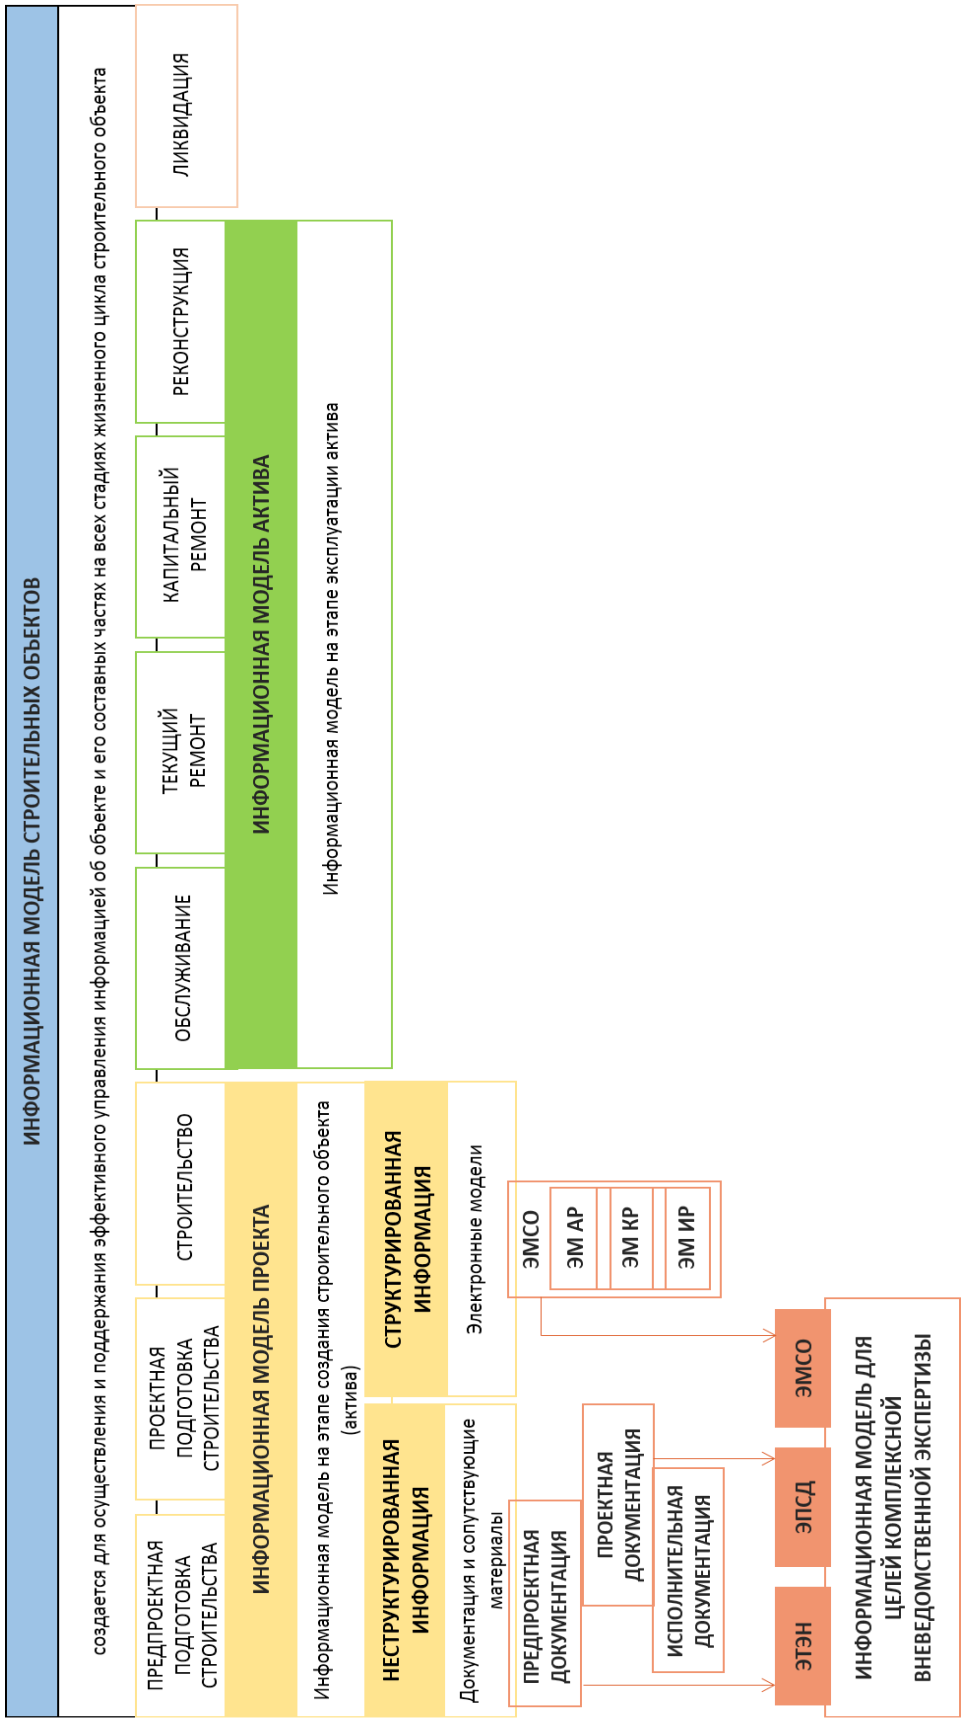 ИНФОРМАЦИОННАЯ МОДЕЛЬ СТРОИТЕЛЬНЫХ ОБЪЕКТОВ
создается для осуществления и поддержания эффективного управления информацией об объекте и его составных частях на всех стадиях жизненного цикла строительного объекта
ПРЕДПРОЕКТНАЯ
ПОДГОТОВКА
СТРОИТЕЛЬСТВА
ПРОЕКТНАЯ
ПОДГОТОВКА
СТРОИТЕЛЬСТВА
СТРОИТЕЛЬСТВО
ОБСЛУЖИВАНИЕ
ТЕКУЩИЙ
РЕМОНТ
КАПИТАЛЬНЫЙ
РЕМОНТ
РЕКОНСТРУКЦИЯ
ЛИКВИДАЦИЯ
ИНФОРМАЦИОННАЯ МОДЕЛЬ ПРОЕКТА
Информационная модель на этапе создания строительного объекта
(актива)
ИНФОРМАЦИОННАЯ МОДЕЛЬ АКТИВА
Информационная модель на этапе эксплуатации актива
НЕСТРУКТУРИРОВАННАЯ
ИНФОРМАЦИЯ
Документация и сопутствующие
материалы
СТРУКТУРИРОВАННАЯ
ИНФОРМАЦИЯ
Электронные модели
ПРЕДПРОЕКТНАЯ
ДОКУМЕНТАЦИЯ
ПРОЕКТНАЯ
ДОКУМЕНТАЦИЯ
ИСПОЛНИТЕЛЬНАЯ
ДОКУМЕНТАЦИЯ
ЭМСО
ЭМ АР
ЭМ КР
ЭМ ИР
ЭТЭН
ЭПСД
ЭМСО
ИНФОРМАЦИОННАЯ МОДЕЛЬ ДЛЯ
ЦЕЛЕЙ КОМПЛЕКСНОЙ
ВНЕВЕДОМСТВЕННОЙ ЭКСПЕРТИЗЫ